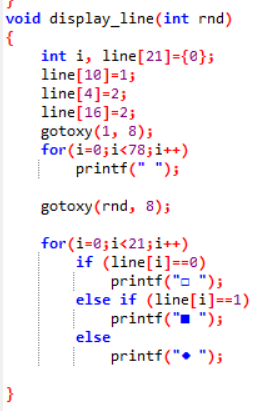 void display_line(int rnd)
{
int i, line[21]={0};
line[10]=1;
line[4]=2;
line[16]=2;
gotoxy(1, 8);
for(i=0;i<78;i++)
printf(" ");
gotoxy(rnd, 8);
for(i=0;i<21;i++)
if (line[i]==0)
printf("□ ");
else if (line[i]==1)
printf("■ ");
else
printf("◆ ");
}